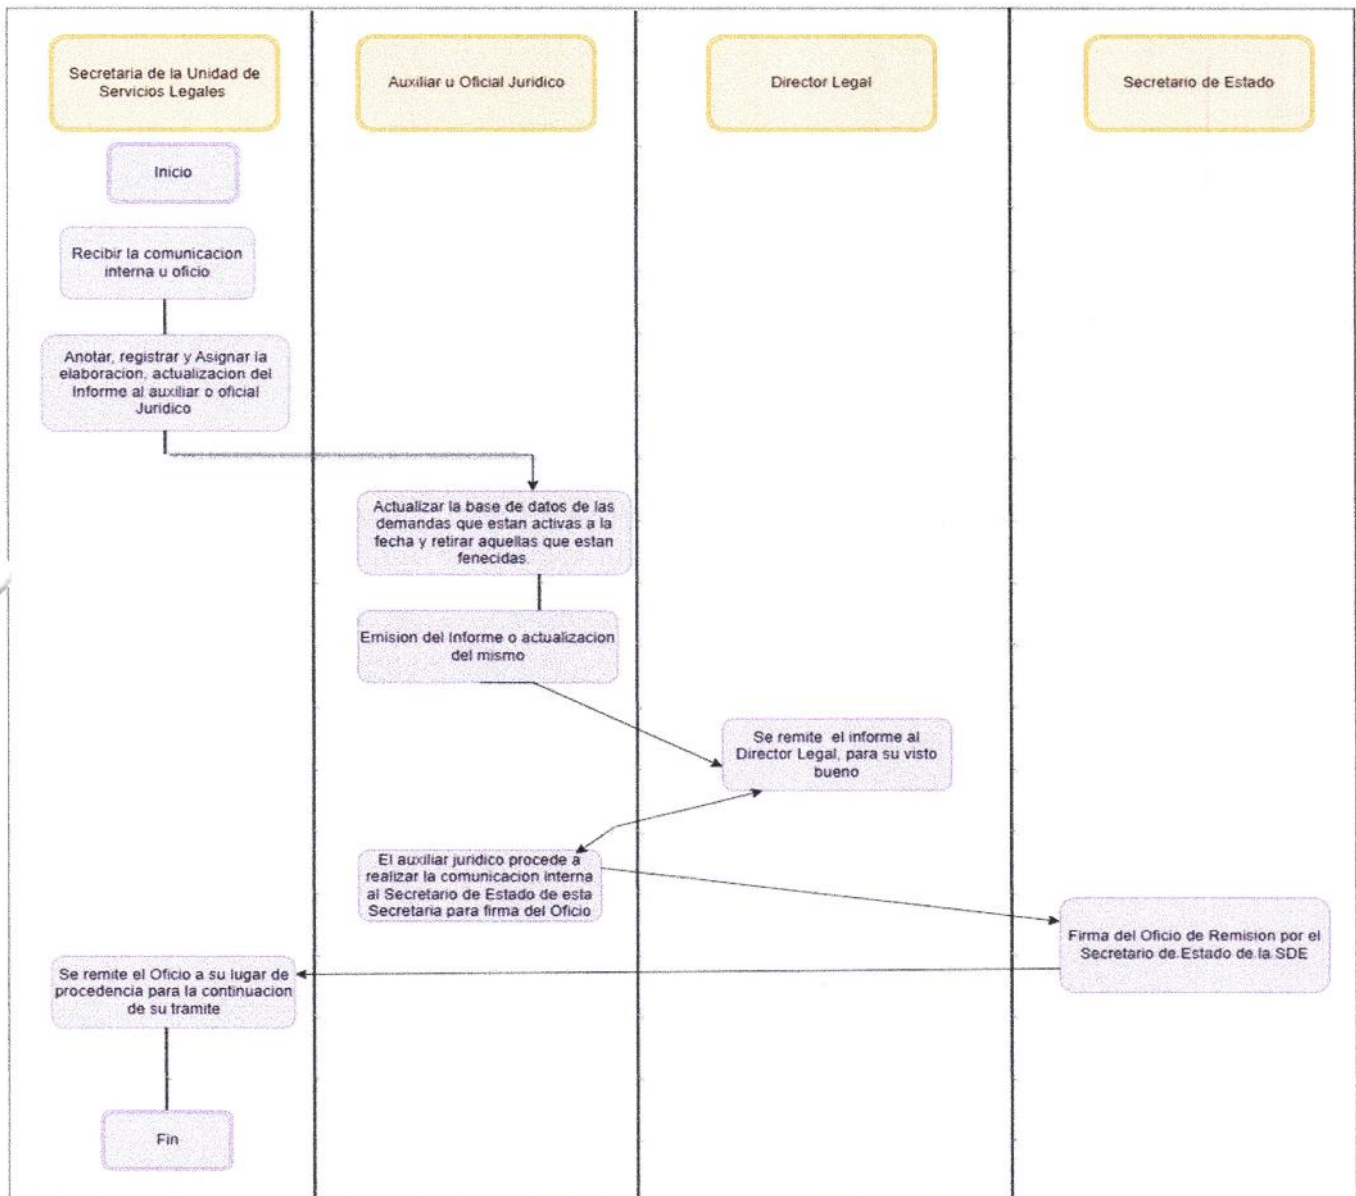 Secretaria de la Unidad de
Servicios Legales
Auxiliar u Oficial Juridico
Director Legal
Secretario de Estado
Inicio
Recibir la comunicacion
interna u oficio
Anotar, registrar y Asignar la
elaboracion, actualizacion del
Informe al auxiliar o oficial
Juridico
Actualizar la base de datos de las
demandas que estan activas a la
fecha y retirar aquellas que estan
fenecidas.
Emision del Informe o actualizacion
del mismo
Se remite el informe al
Director Legal, para su visto
bueno
El auxiliar juridico procede a
realizar la comunicacion interna
al Secretario de Estado de esta
Secretaria para firma del Oficio
Firma del Oficio de Remision por el
Secretario de Estado de la SDE
Se remite el Oficio a su lugar de
procedencia para la continuacion
de su tramite
Fin